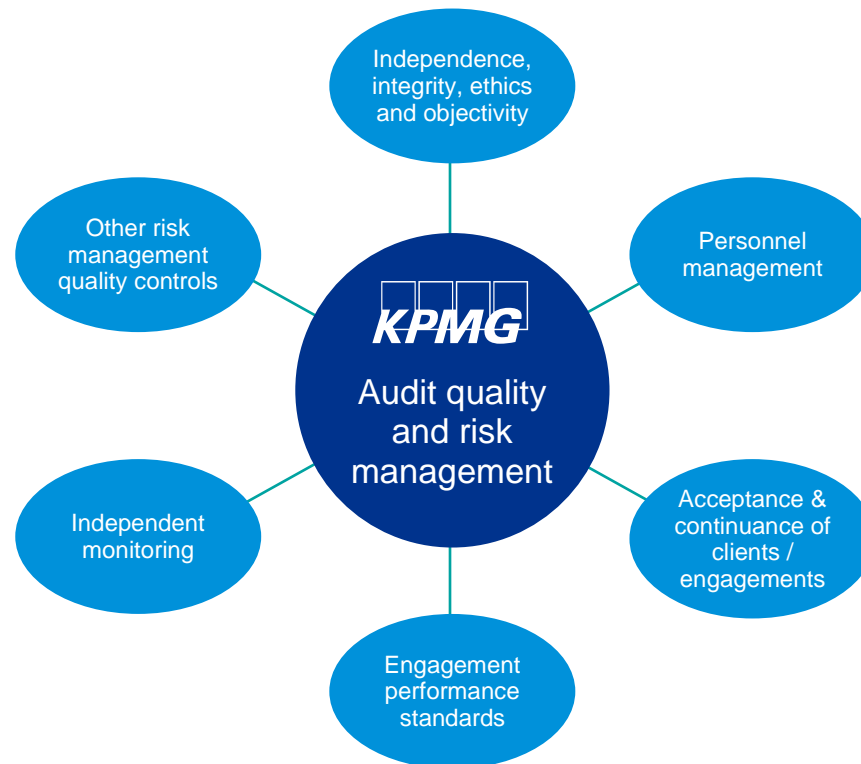 Independence,
integrity, ethics
and objectivity
Other risk
management
quality controls
Personnel
management
KPMG
Audit quality
and risk
management
Independent
monitoring
Acceptance &
continuance of
clients /
engagements
Engagement
performance
standards